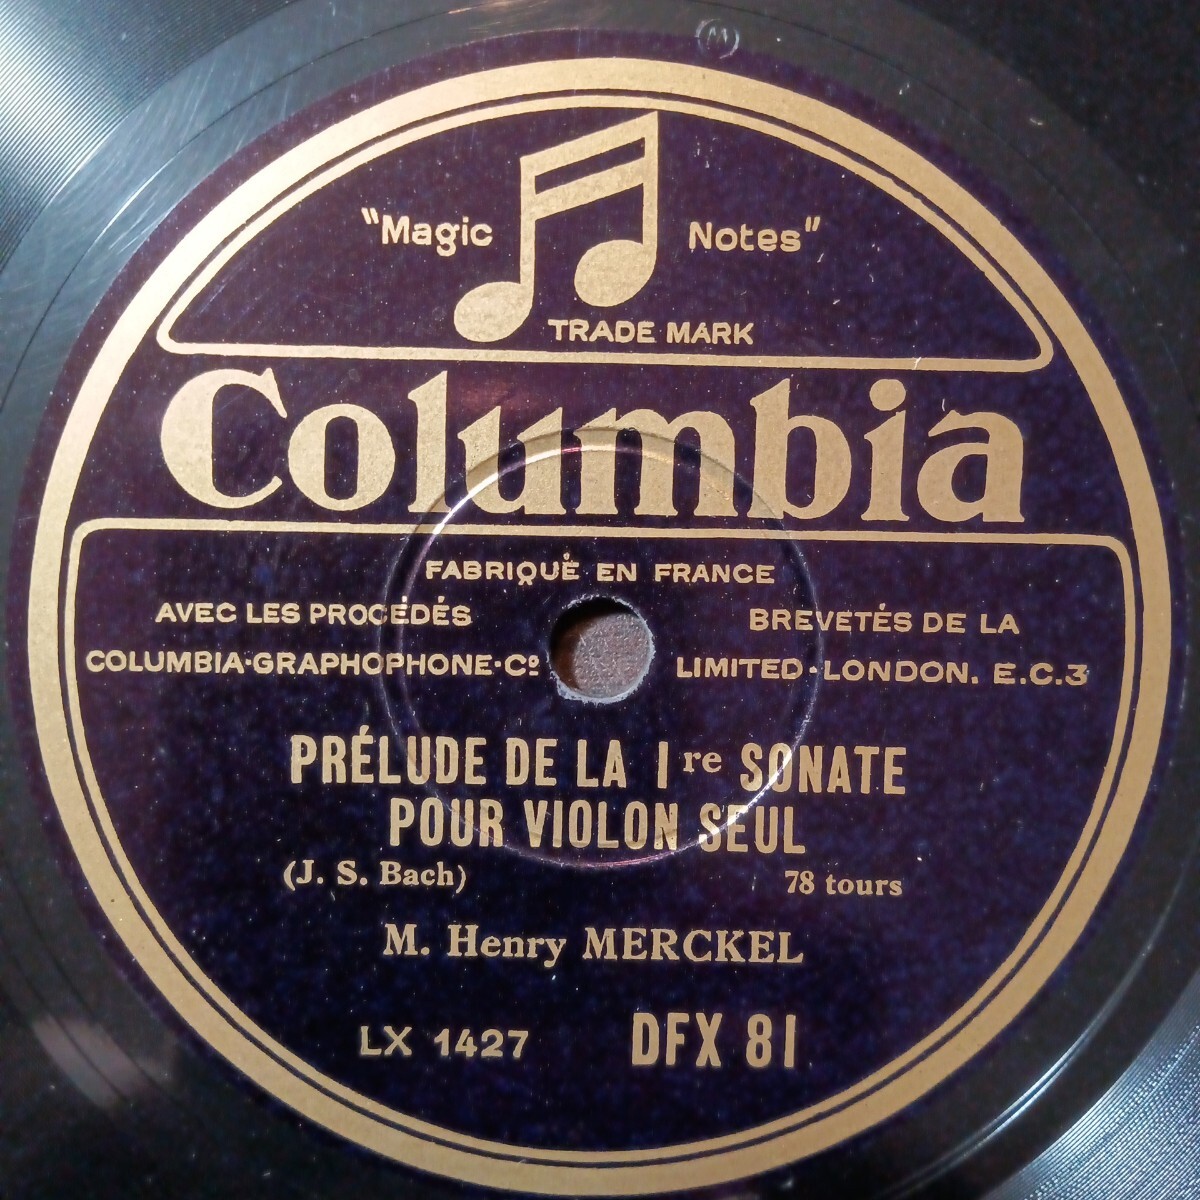 M
"Magic Notes"
TRADE MARK
Columbia
FABRIQUÉ EN FRANCE
AVEC LES PROCÉDÉS BREVETÉS DE LA
COLUMBIA·GRAPHOPHONE·Cº LIMITED·LONDON. E.C.3
PRÉLUDE DE LA Iʳᵉ SONATE
POUR VIOLON SEUL
(J. S. Bach) 78 tours
M. Henry MERCKEL
LX 1427 DFX 81